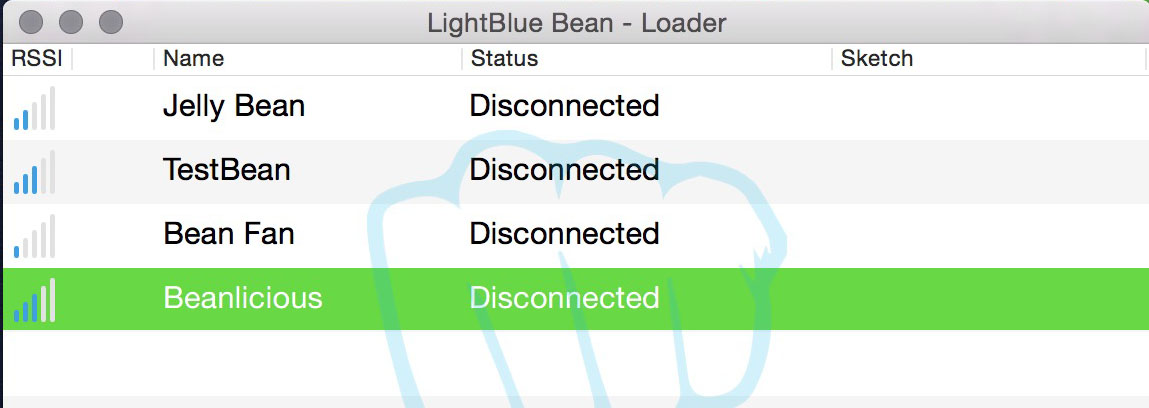 LightBlue Bean - Loader
RSSI Name Status Sketch
Jelly Bean Disconnected
TestBean Disconnected
Bean Fan Disconnected
Beanlicious Disconnected